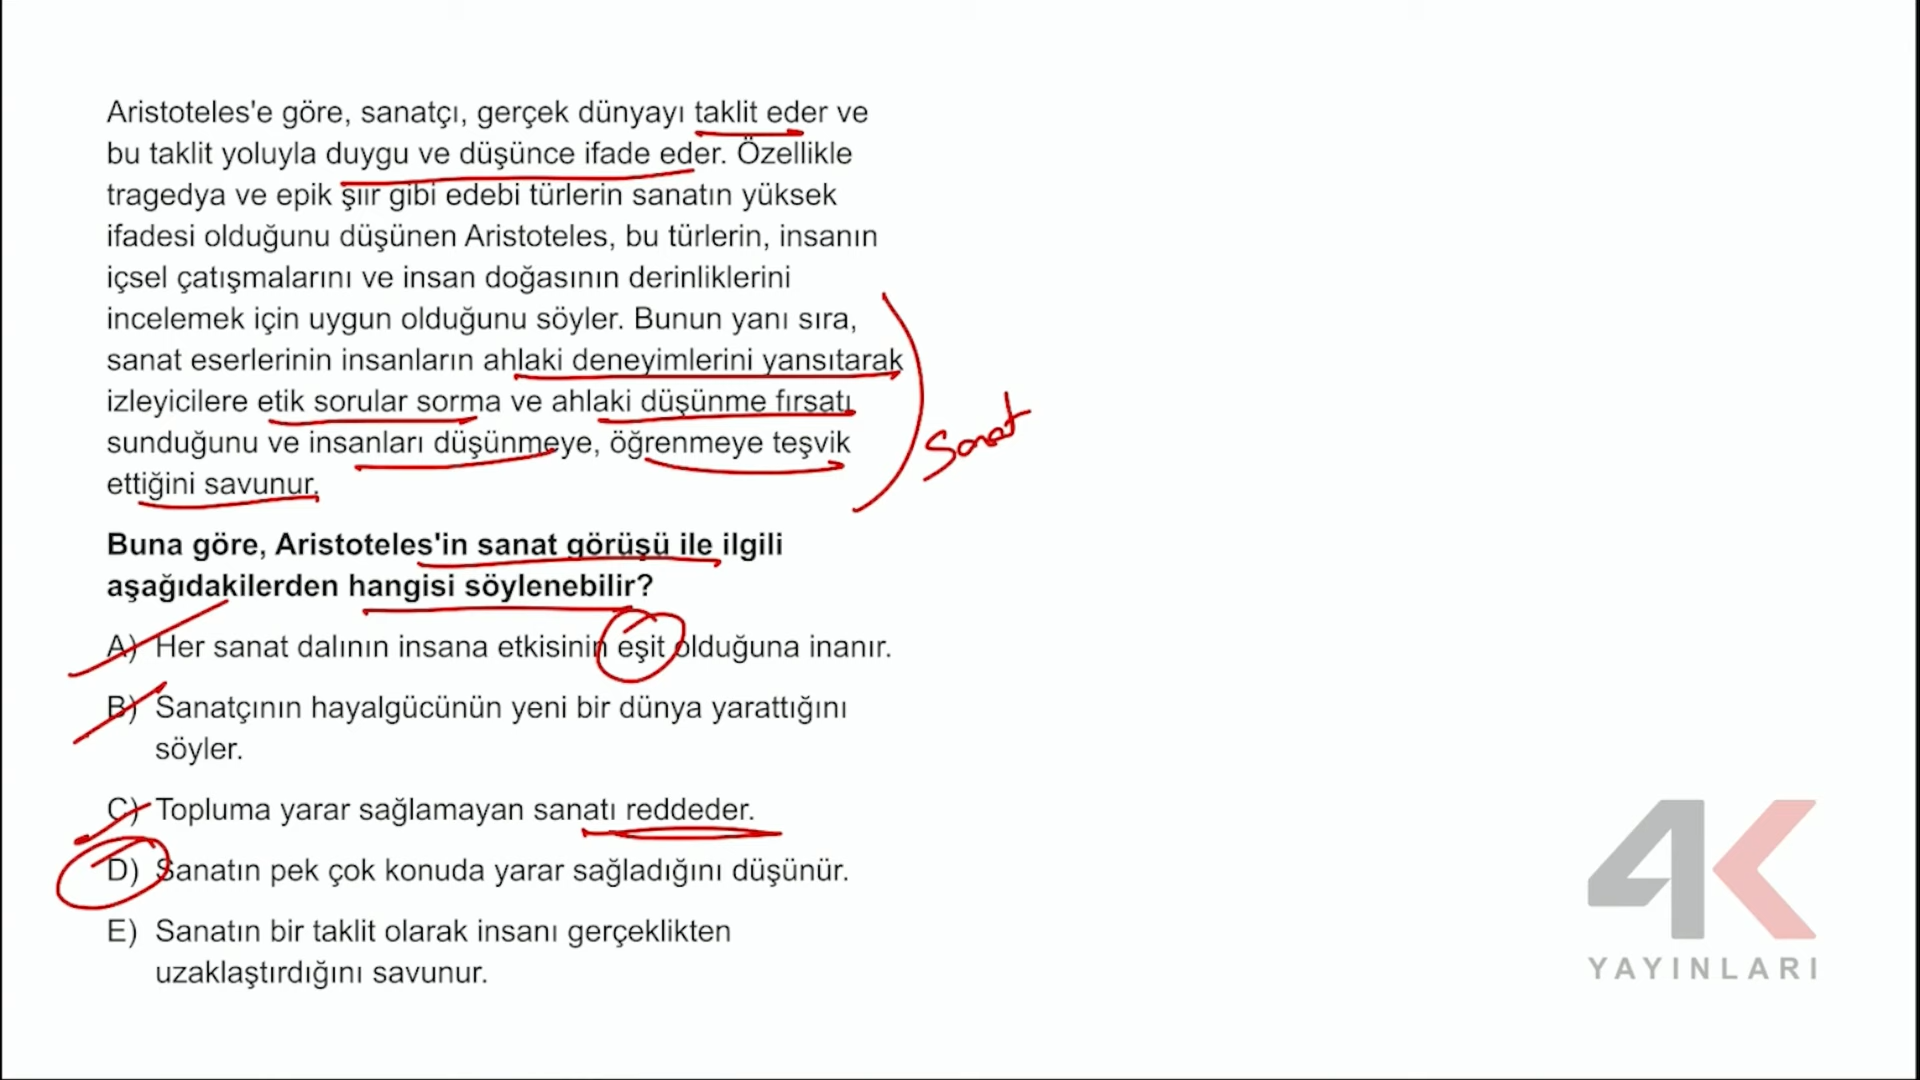 Aristoteles'e göre, sanatçı, gerçek dünyayı taklit eder ve
bu taklit yoluyla duygu ve düşünce ifade eder. Özellikle
tragedya ve epik şiir gibi edebi türlerin sanatın yüksek
ifadesi olduğunu düşünen Aristoteles, bu türlerin, insanın
içsel çatışmalarını ve insan doğasının derinliklerini
incelemek için uygun olduğunu söyler. Bunun yanı sıra,
sanat eserlerinin insanların ahlaki deneyimlerini yansıtarak
izleyicilere etik sorular sorma ve ahlaki düşünme fırsatı
sunduğunu ve insanları düşünmeye, öğrenmeye teşvik
ettiğini savunur.
Sanat
Buna göre, Aristoteles'in sanat görüşü ile ilgili
aşağıdakilerden hangisi söylenebilir?
A) Her sanat dalının insana etkisinin eşit olduğuna inanır.
B) Sanatçının hayalgücünün yeni bir dünya yarattığını
söyler.
C) Topluma yarar sağlamayan sanatı reddeder.
D) Sanatın pek çok konuda yarar sağladığını düşünür.
E) Sanatın bir taklit olarak insanı gerçeklikten
uzaklaştırdığını savunur.
4K
YAYINLARI